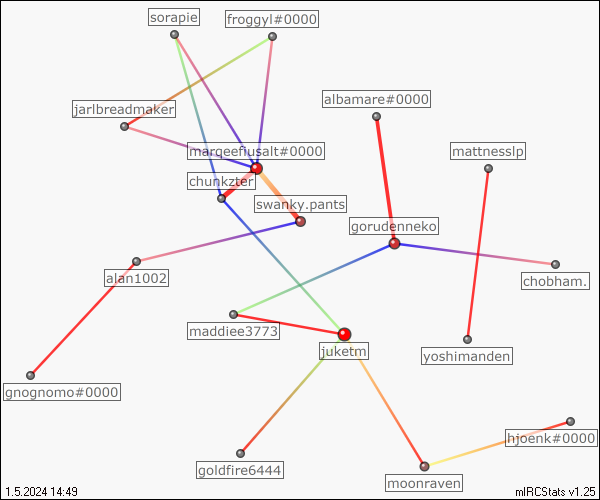 sorapie
froggyl#0000
jarlbreadmaker
albamare#0000
marqeefiusalt#0000
mattnesslp
chunkzter
swanky.pants
gorudenneko
alan1002
chobham.
maddiee3773
juketm
yoshimanden
gnognomo#0000
hjoenk#0000
goldfire6444
moonraven
1.5.2024 14:49
mIRCStats v1.25